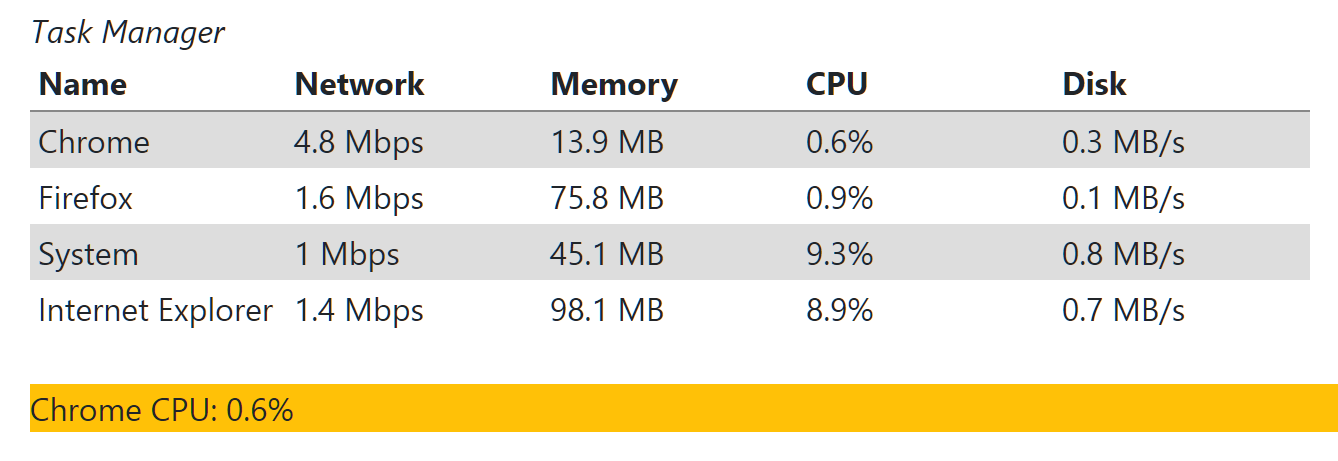 Task Manager
Name Network Memory CPU Disk
Chrome 4.8 Mbps 13.9 MB 0.6% 0.3 MB/s
Firefox 1.6 Mbps 75.8 MB 0.9% 0.1 MB/s
System 1 Mbps 45.1 MB 9.3% 0.8 MB/s
Internet Explorer 1.4 Mbps 98.1 MB 8.9% 0.7 MB/s
Chrome CPU: 0.6%